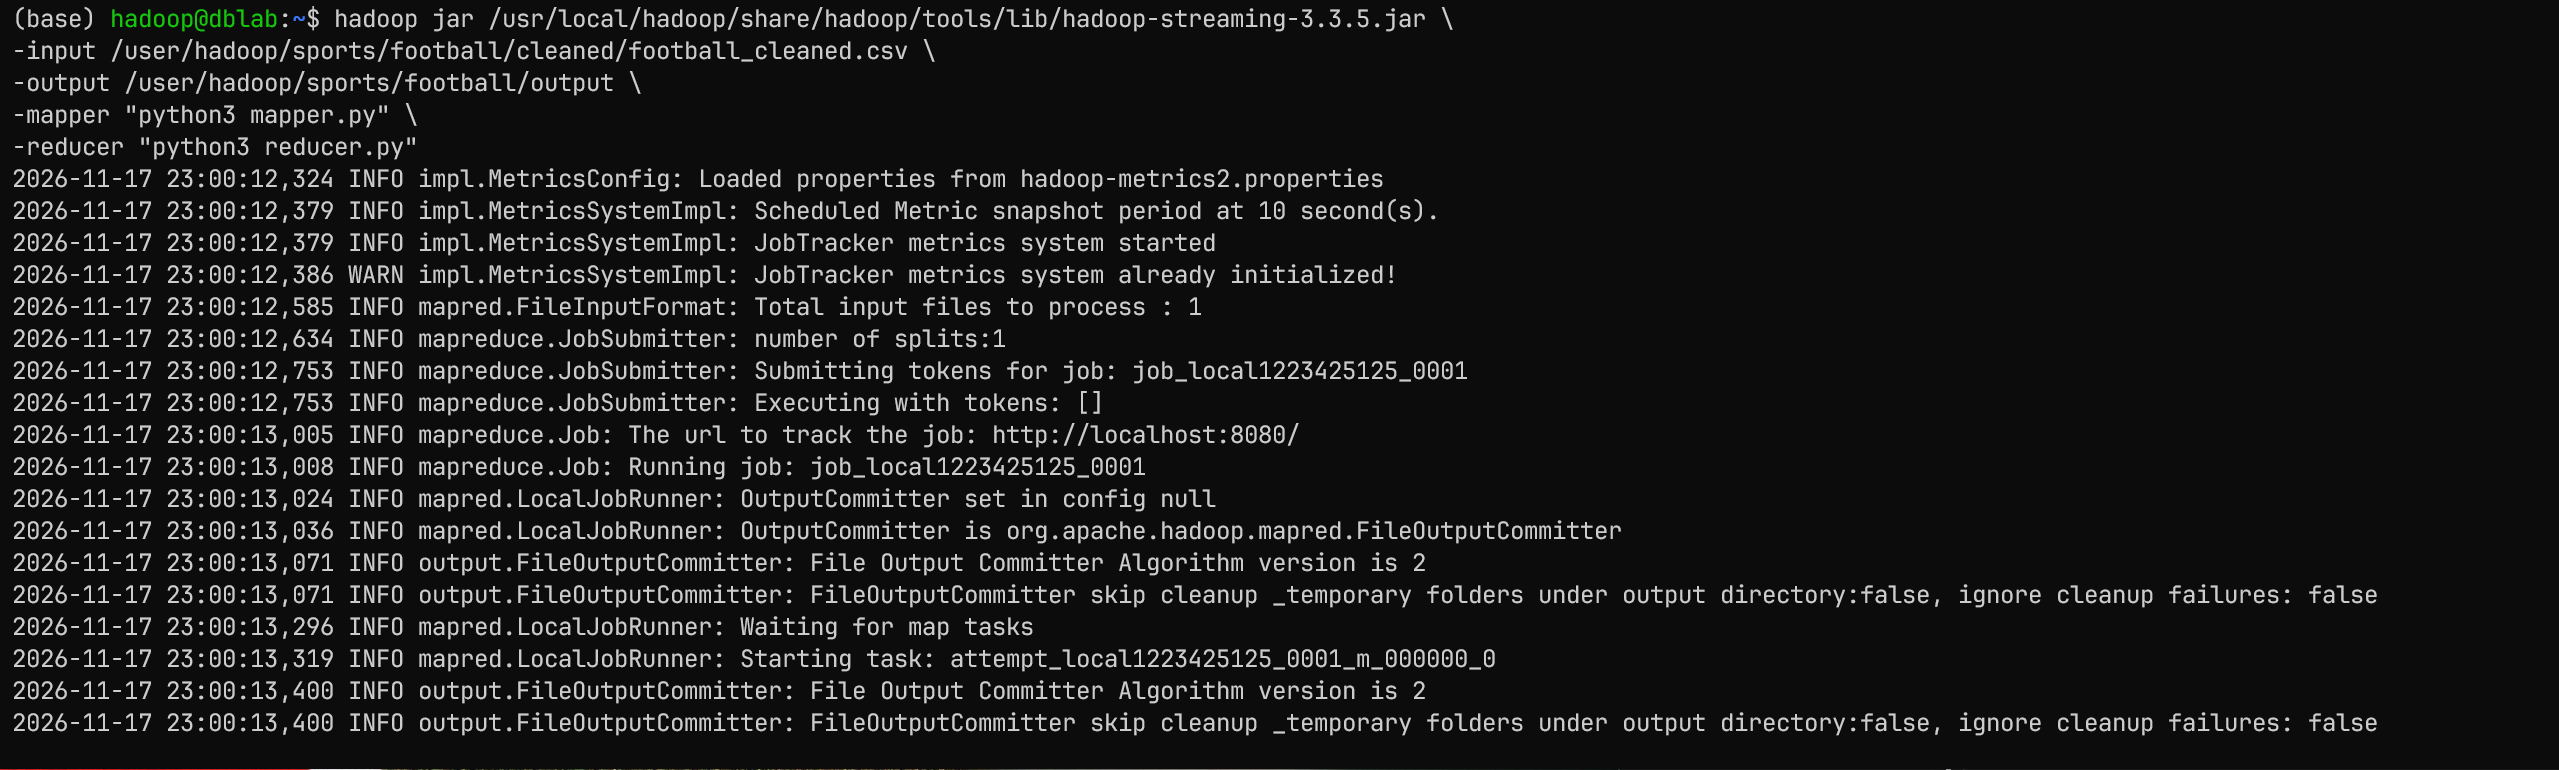 (base) hadoop@dblab:~$ hadoop jar /usr/local/hadoop/share/hadoop/tools/lib/hadoop-streaming-3.3.5.jar \
-input /user/hadoop/sports/football/cleaned/football_cleaned.csv \
-output /user/hadoop/sports/football/output \
-mapper "python3 mapper.py" \
-reducer "python3 reducer.py"
2026-11-17 23:00:12,324 INFO impl.MetricsConfig: Loaded properties from hadoop-metrics2.properties
2026-11-17 23:00:12,379 INFO impl.MetricsSystemImpl: Scheduled Metric snapshot period at 10 second(s).
2026-11-17 23:00:12,379 INFO impl.MetricsSystemImpl: JobTracker metrics system started
2026-11-17 23:00:12,386 WARN impl.MetricsSystemImpl: JobTracker metrics system already initialized!
2026-11-17 23:00:12,585 INFO mapred.FileInputFormat: Total input files to process : 1
2026-11-17 23:00:12,634 INFO mapreduce.JobSubmitter: number of splits:1
2026-11-17 23:00:12,753 INFO mapreduce.JobSubmitter: Submitting tokens for job: job_local1223425125_0001
2026-11-17 23:00:12,753 INFO mapreduce.JobSubmitter: Executing with tokens: []
2026-11-17 23:00:13,005 INFO mapreduce.Job: The url to track the job: http://localhost:8080/
2026-11-17 23:00:13,008 INFO mapreduce.Job: Running job: job_local1223425125_0001
2026-11-17 23:00:13,024 INFO mapred.LocalJobRunner: OutputCommitter set in config null
2026-11-17 23:00:13,036 INFO mapred.LocalJobRunner: OutputCommitter is org.apache.hadoop.mapred.FileOutputCommitter
2026-11-17 23:00:13,071 INFO output.FileOutputCommitter: File Output Committer Algorithm version is 2
2026-11-17 23:00:13,071 INFO output.FileOutputCommitter: FileOutputCommitter skip cleanup _temporary folders under output directory:false, ignore cleanup failures: false
2026-11-17 23:00:13,296 INFO mapred.LocalJobRunner: Waiting for map tasks
2026-11-17 23:00:13,319 INFO mapred.LocalJobRunner: Starting task: attempt_local1223425125_0001_m_000000_0
2026-11-17 23:00:13,400 INFO output.FileOutputCommitter: File Output Committer Algorithm version is 2
2026-11-17 23:00:13,400 INFO output.FileOutputCommitter: FileOutputCommitter skip cleanup _temporary folders under output directory:false, ignore cleanup failures: false